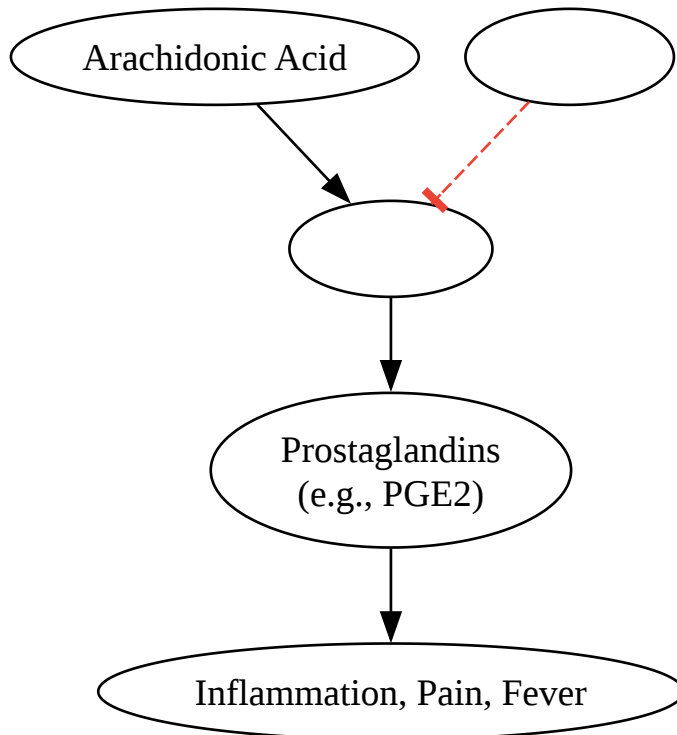 Arachidonic Acid
Prostaglandins
(e.g., PGE2)
Inflammation, Pain, Fever